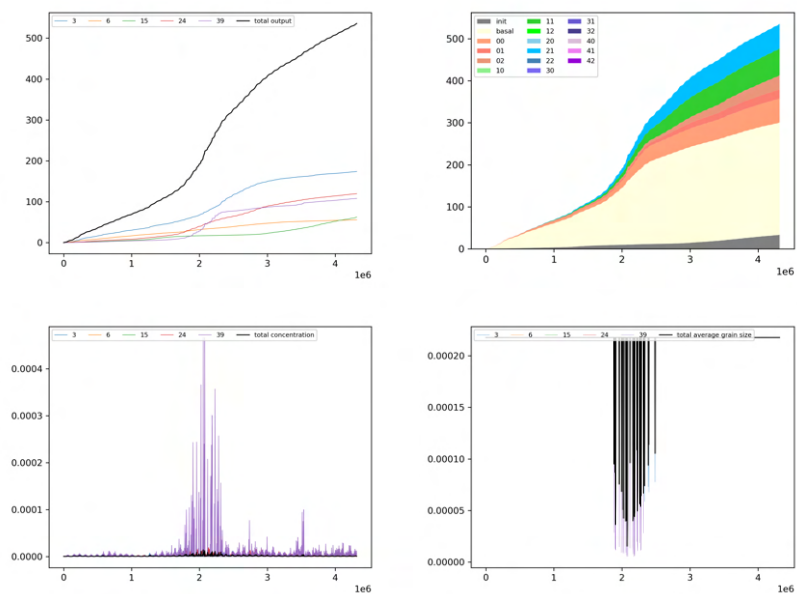 3 6 15 24 39 total output
500
400
300
200
100
0
0 1 2 3 4
1e6
init 11 31
basal 12 32
00 20 40
01 21 41
02 22 42
10 30
500
400
300
200
100
0
0 1 2 3 4
1e6
3 6 15 24 39 total concentration
0.0004
0.0003
0.0002
0.0001
0.0000
0 1 2 3 4
1e6
3 6 15 24 39 total average grain size
0.00020
0.00015
0.00010
0.00005
0.00000
0 1 2 3 4
1e6